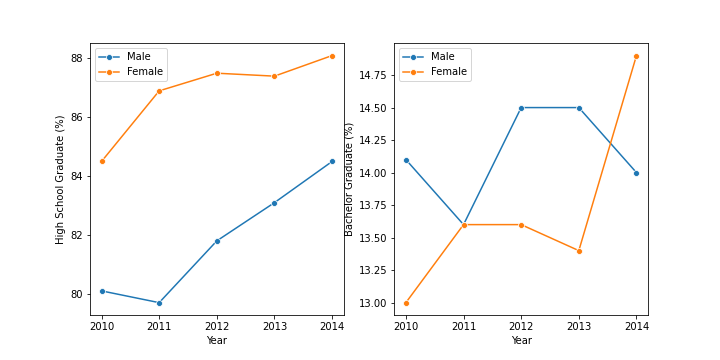 Male
Female
High School Graduate (%)
88
86
84
82
80
2010 2011 2012 2013 2014
Year
Male
Female
Bachelor Graduate (%)
14.75
14.50
14.25
14.00
13.75
13.50
13.25
13.00
2010 2011 2012 2013 2014
Year